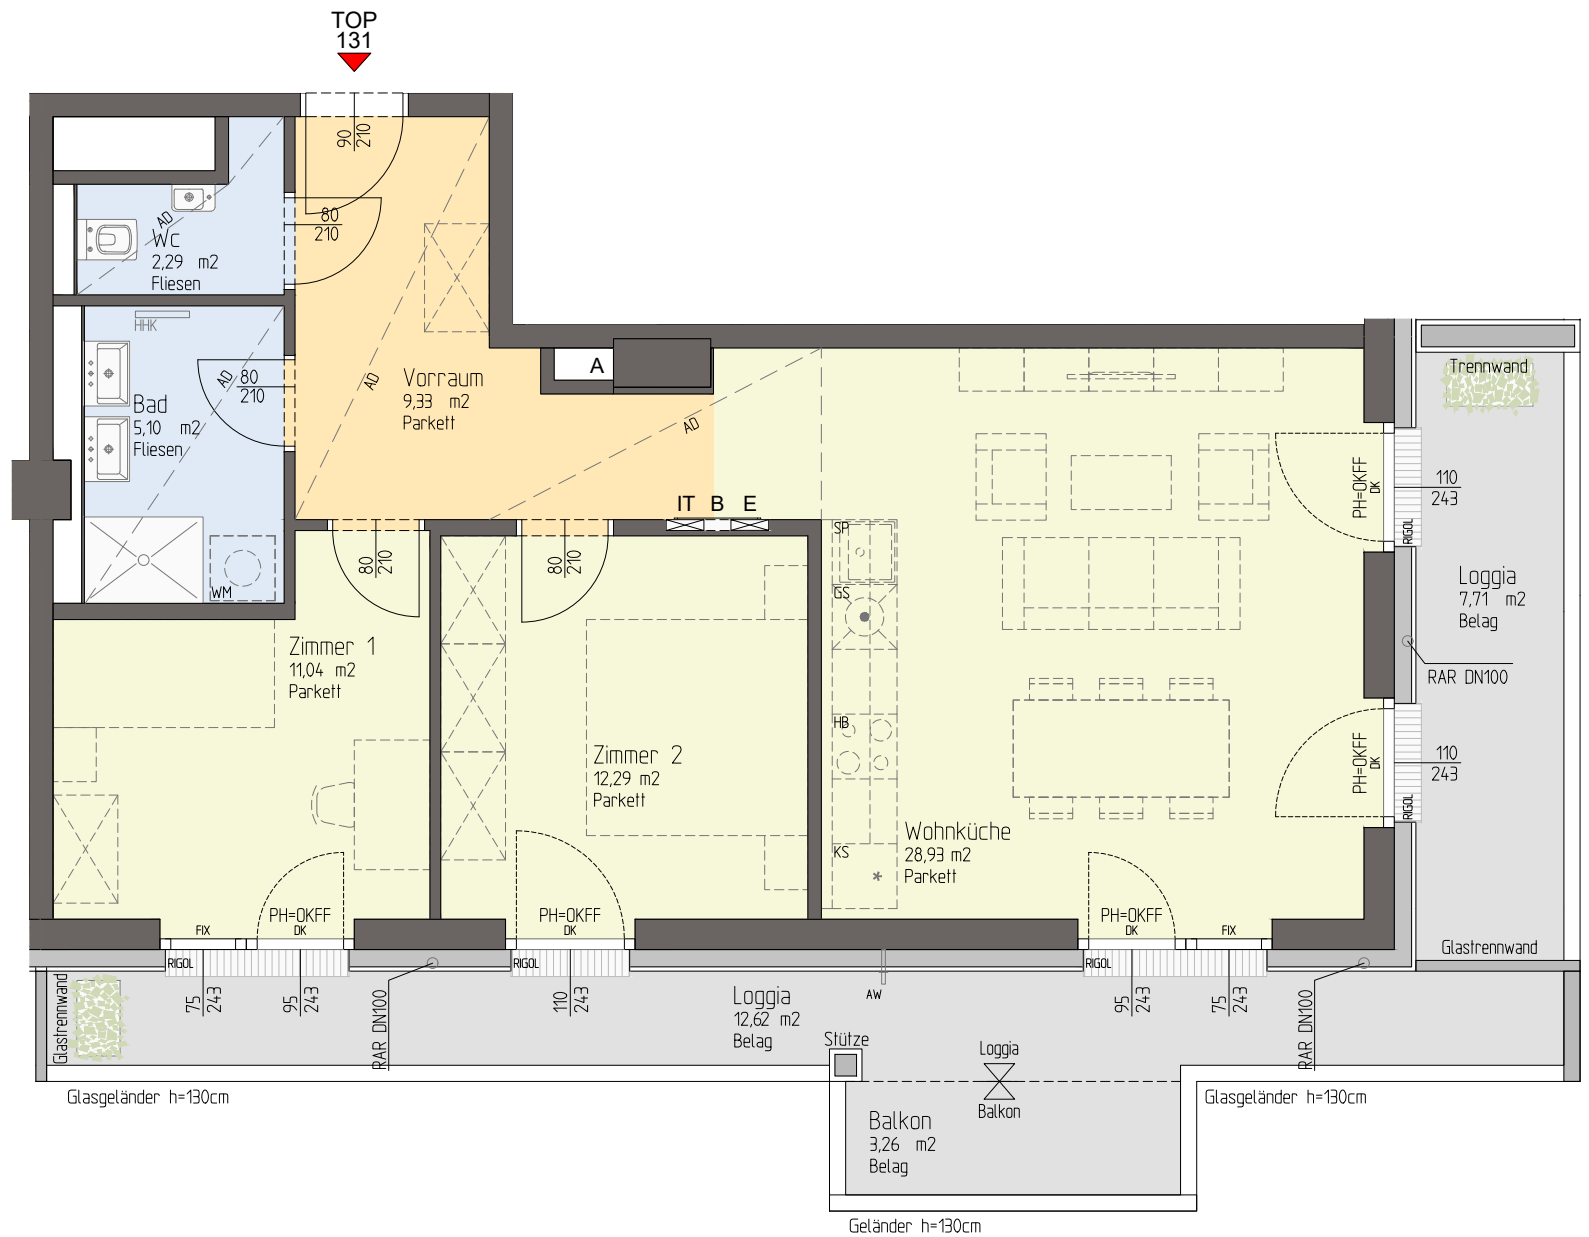 TOP
131
90
210
80
210
AD
Wc
2,29 m2
Fliesen
HHK
AD
80
210
Bad
5,10 m2
Fliesen
WM
AD
Vorraum
9,33 m2
Parkett
A
AD
IT B E
80
210
80
210
Zimmer 1
11,04 m2
Parkett
Zimmer 2
12,29 m2
Parkett
SP
GS
HB
KS
*
Wohnküche
28,93 m2
Parkett
PH=OKFF
DK
RIGOL
110
243
PH=OKFF
DK
RIGOL
110
243
Trennwand
Loggia
7,71 m2
Belag
RAR DN100
Glastrennwand
FIX
PH=OKFF
DK
PH=OKFF
DK
PH=OKFF
DK
FIX
RIGOL
RIGOL
RIGOL
Glastrennwand
75
243
95
243
RAR DN100
110
243
Loggia
12,62 m2
Belag
AW
Stütze
95
243
75
243
RAR DN100
Loggia
Balkon
Glasgeländer h=130cm
Glasgeländer h=130cm
Balkon
3,26 m2
Belag
Geländer h=130cm